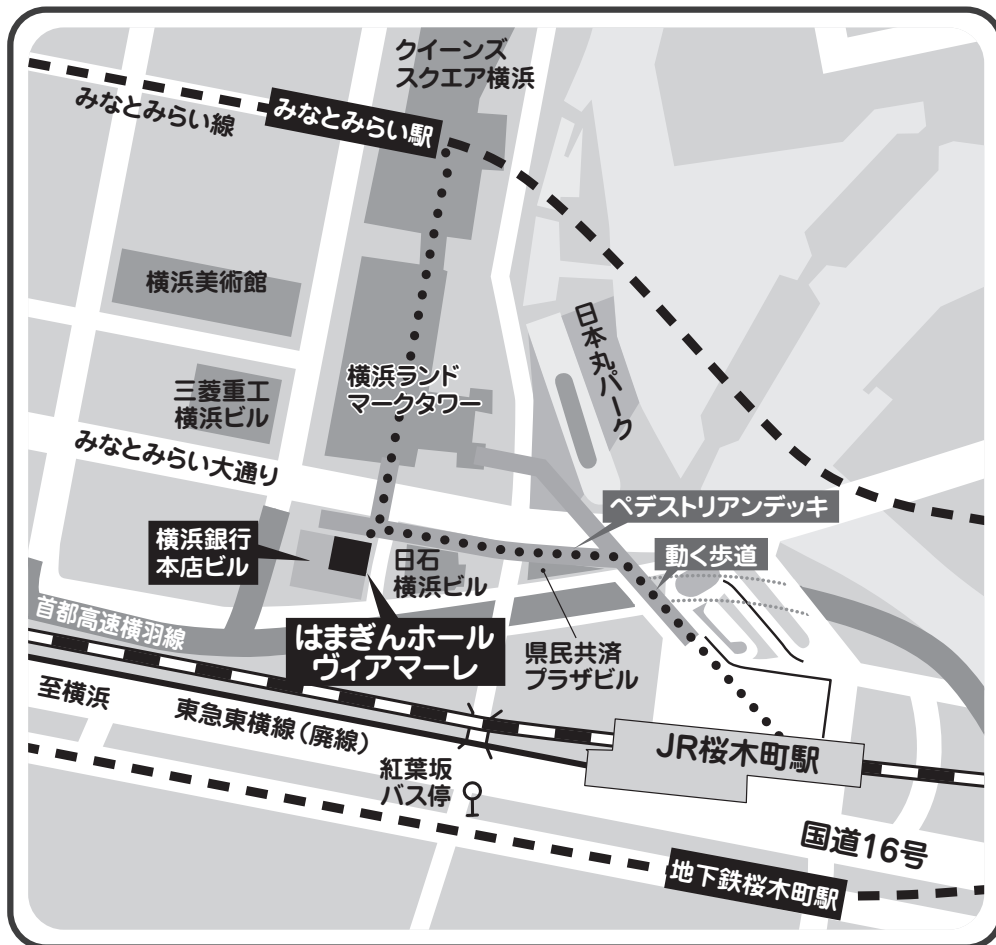 クイーンズ
スクエア横浜
みなとみらい線
みなとみらい駅
横浜美術館
日本丸パーク
横浜ランド
マークタワー
三菱重工
横浜ビル
みなとみらい大通り
ペデストリアンデッキ
横浜銀行
本店ビル
日石
横浜ビル
動く歩道
首都高速横羽線
はまぎんホール
ヴィアマーレ
県民共済
プラザビル
至横浜
東急東横線(廃線)
JR桜木町駅
紅葉坂
バス停
国道16号
地下鉄桜木町駅